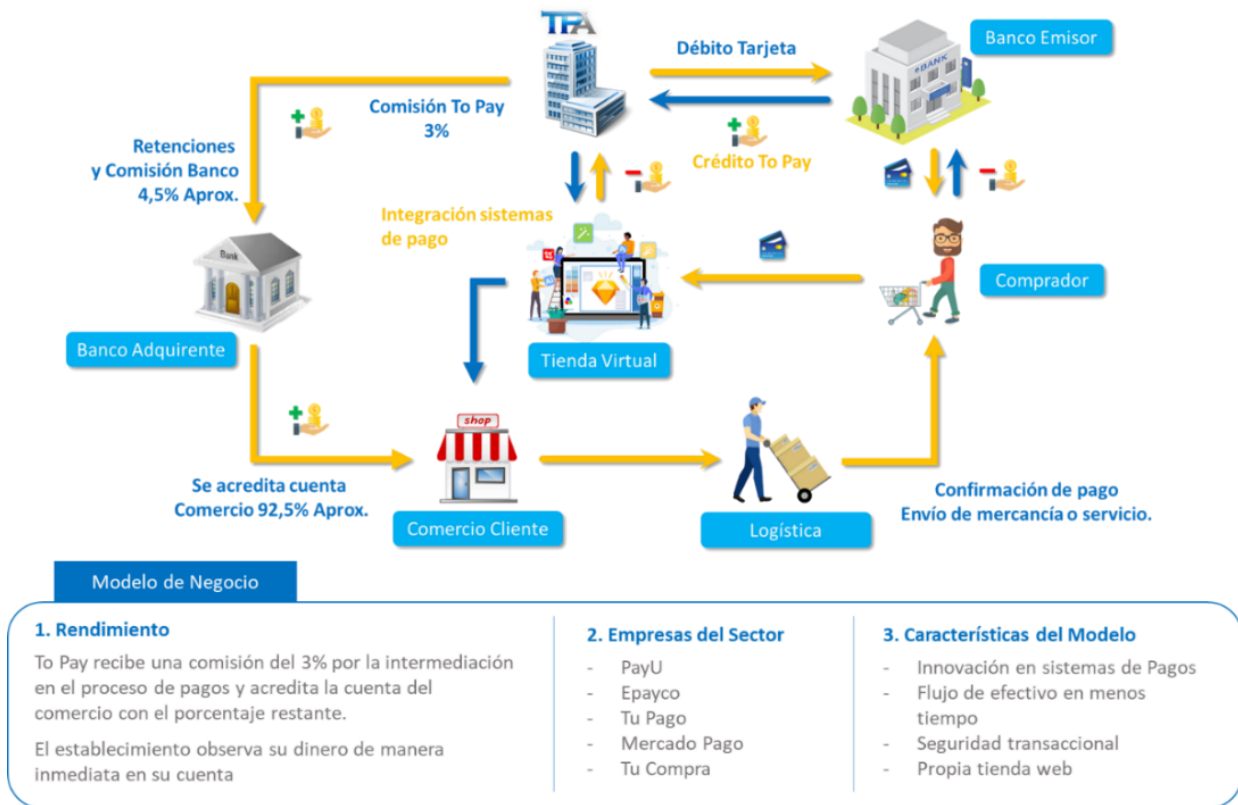 TPA
Débito Tarjeta
Banco Emisor
BANK
Comisión To Pay
3%
Crédito To Pay
Retenciones
y Comisión Banco
4,5% Aprox.
Integración sistemas
de pago
Bank
Comprador
Banco Adquirente
Tienda Virtual
shop
Se acredita cuenta
Comercio 92,5% Aprox.
Confirmación de pago
Envío de mercancía o servicio.
Comercio Cliente
Logística
Modelo de Negocio
1. Rendimiento
To Pay recibe una comisión del 3% por la intermediación
en el proceso de pagos y acredita la cuenta del
comercio con el porcentaje restante.
El establecimiento observa su dinero de manera
inmediata en su cuenta
2. Empresas del Sector
- PayU
- Epayco
- Tu Pago
- Mercado Pago
- Tu Compra
3. Características del Modelo
- Innovación en sistemas de Pagos
- Flujo de efectivo en menos
tiempo
- Seguridad transaccional
- Propia tienda web